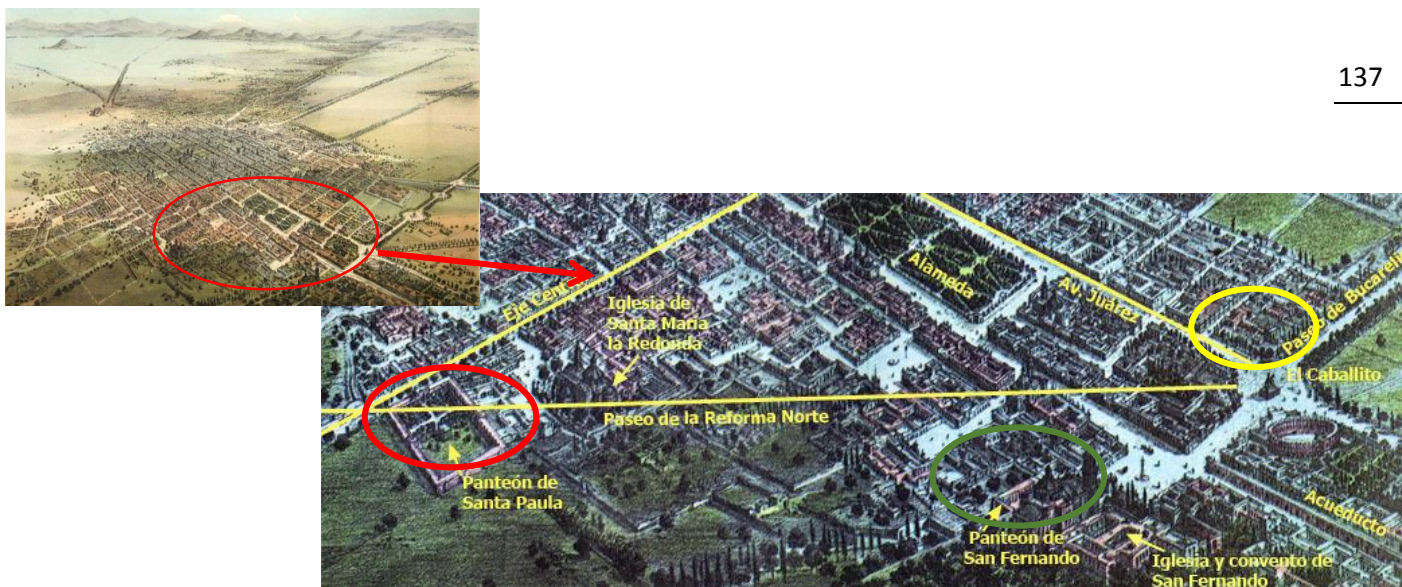 137
Eje Cent
Iglesia de
Santa María
la Redonda
Alameda
Av. Juárez
Paseo de Bucareli
El Caballito
Paseo de la Reforma Norte
Panteón de
Santa Paula
Panteón de
San Fernando
Acueducto
Iglesia y convento de
San Fernando